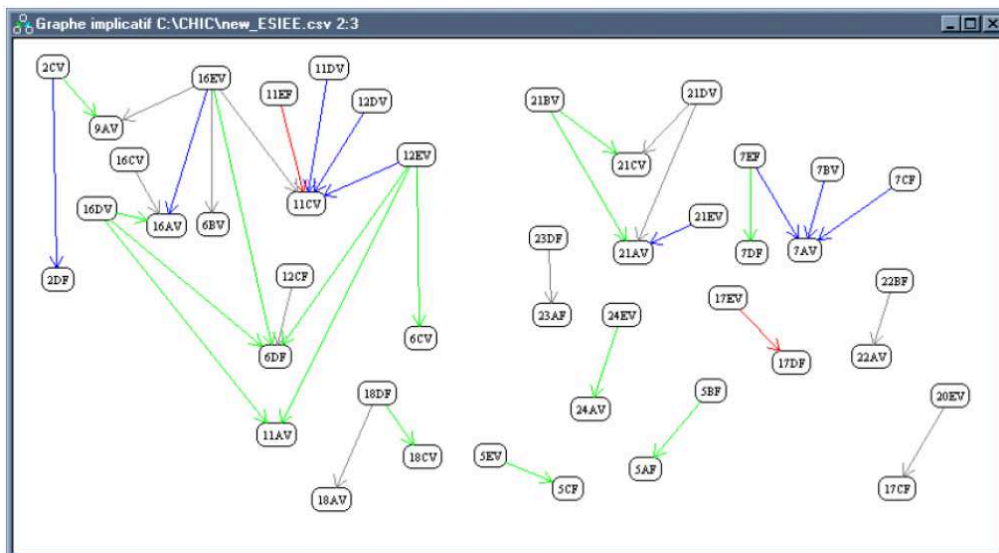 Graphe implicatif C:\CHIC\new_ESIEE.csv 2:3
2CV
16EV
11DV
11EF
12DV
21BV
21DV
9AV
16CV
12EV
21CV
7EF
7BV
7CF
16DV
16AV
6BV
11CV
21EV
23DF
21AV
7DF
7AV
2DF
12CF
22BF
23AF
24EV
17EV
6DF
6CV
17DF
22AV
18DF
5BF
20EV
24AV
11AV
18CV
5EV
5AF
5CF
17CF
18AV